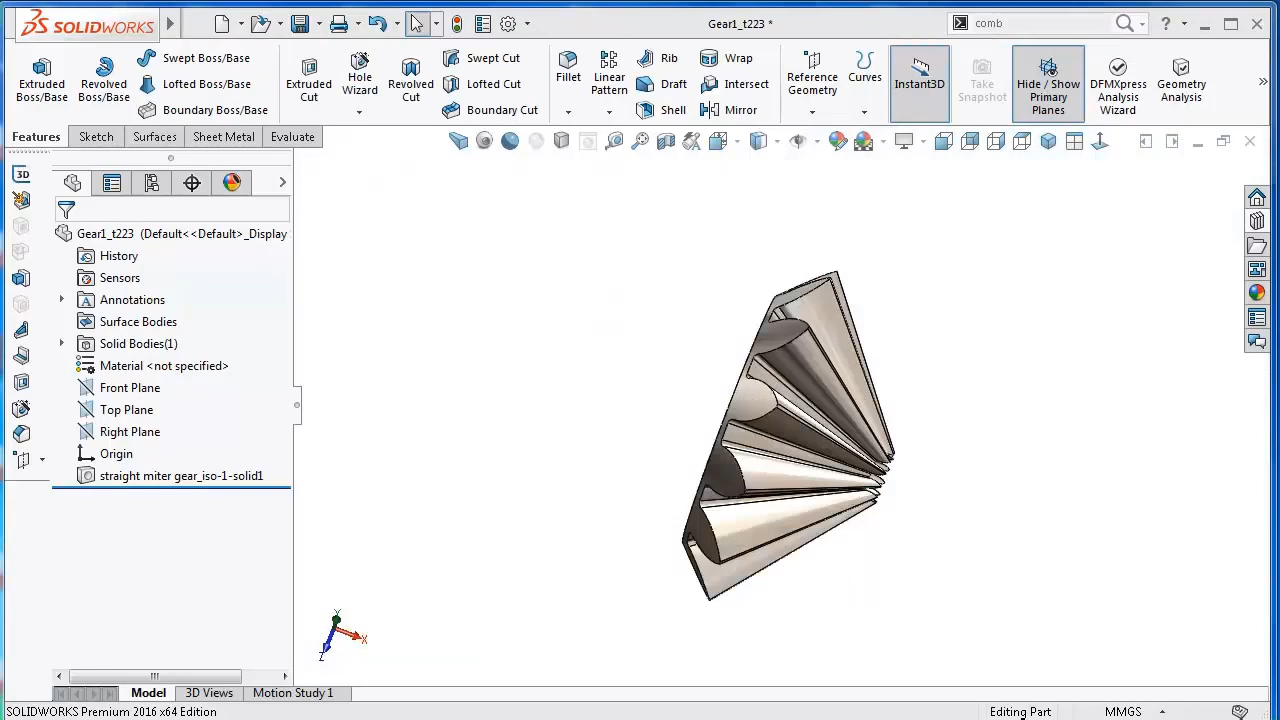 SOLIDWORKS
Gear1_t223 *
comb
?
Extruded Boss/Base
Revolved Boss/Base
Swept Boss/Base
Lofted Boss/Base
Boundary Boss/Base
Extruded Cut
Hole Wizard
Revolved Cut
Swept Cut
Lofted Cut
Boundary Cut
Fillet
Linear Pattern
Rib
Draft
Shell
Wrap
Intersect
Mirror
Reference Geometry
Curves
Instant3D
Take Snapshot
Hide / Show Primary Planes
DFMXpress Analysis Wizard
Geometry Analysis
Features
Sketch
Surfaces
Sheet Metal
Evaluate
3D
Gear1_t223 (Default<<Default>_Display
History
Sensors
Annotations
Surface Bodies
Solid Bodies(1)
Material <not specified>
Front Plane
Top Plane
Right Plane
Origin
straight miter gear_iso-1-solid1
Y
X
Z
Model
3D Views
Motion Study 1
SOLIDWORKS Premium 2016 x64 Edition
Editing Part
MMGS